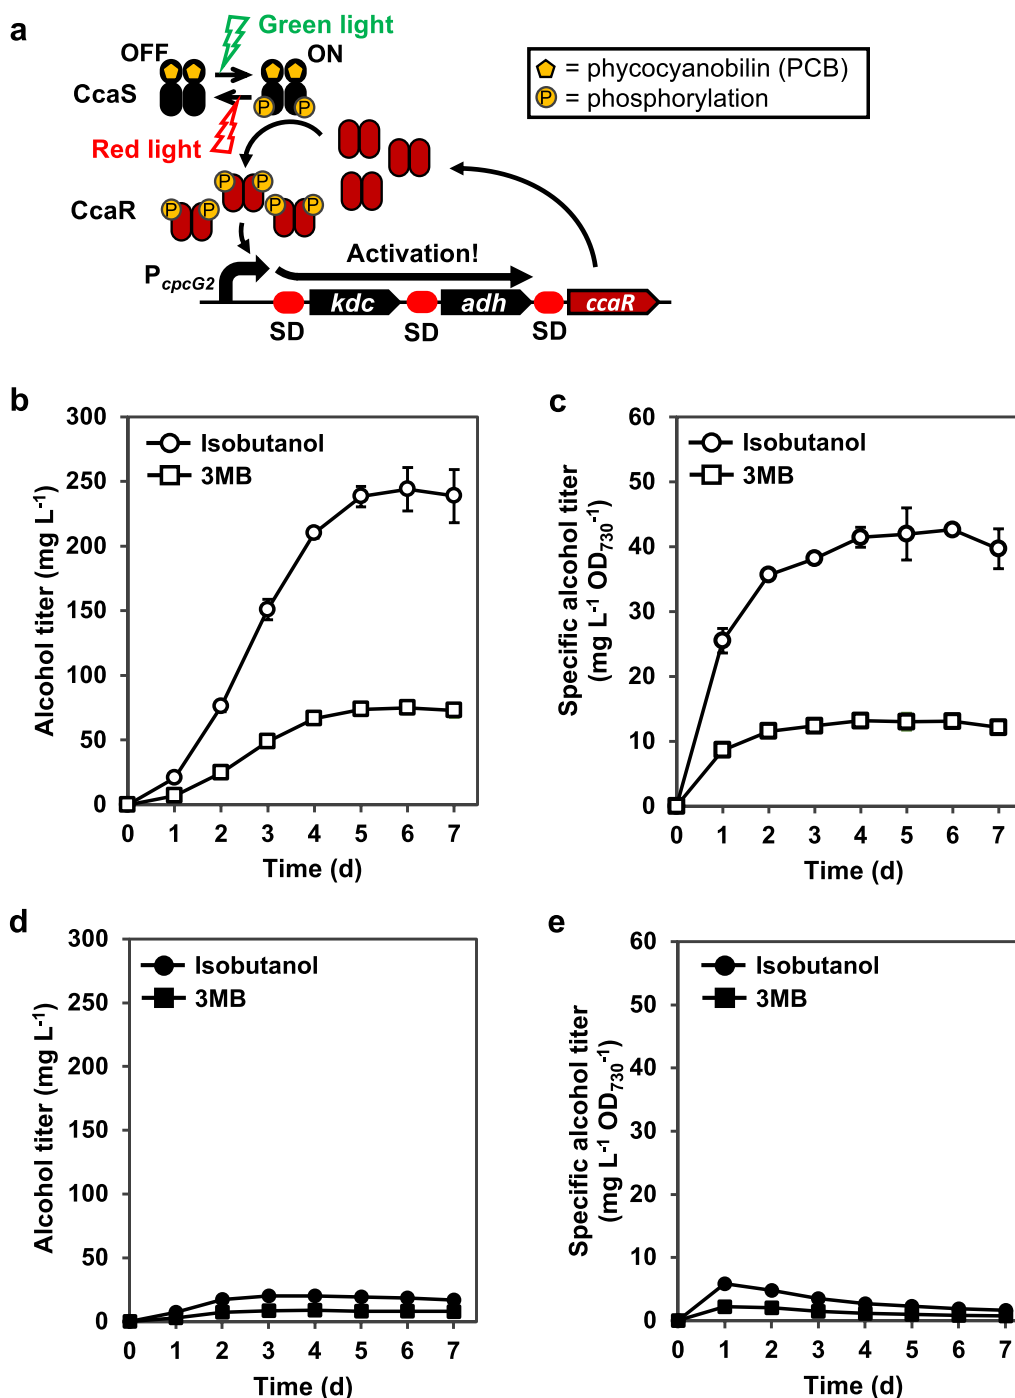 a
Green light
OFF
ON
CcaS
= phycocyanobilin (PCB)
P = phosphorylation
P P
Red light
P P
P P P P
CcaR
Activation!
PcpcG2
kdc adh ccaR
SD SD SD
b
300
250
200
150
100
50
0
Alcohol titer (mg L-1)
Isobutanol
3MB
0 1 2 3 4 5 6 7
Time (d)
c
60
50
40
30
20
10
0
Specific alcohol titer
(mg L-1 OD730-1)
Isobutanol
3MB
0 1 2 3 4 5 6 7
Time (d)
d
300
250
200
150
100
50
0
Alcohol titer (mg L-1)
Isobutanol
3MB
0 1 2 3 4 5 6 7
Time (d)
e
60
50
40
30
20
10
0
Specific alcohol titer
(mg L-1 OD730-1)
Isobutanol
3MB
0 1 2 3 4 5 6 7
Time (d)